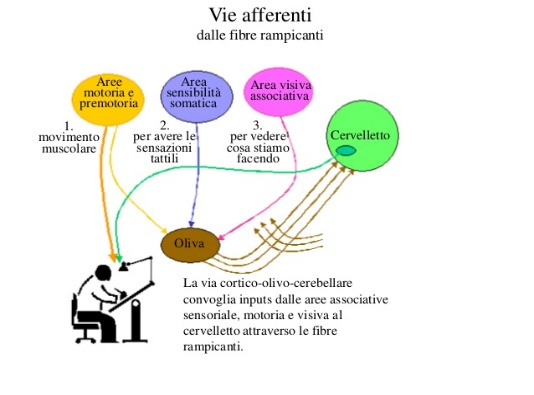 Vie afferenti
dalle fibre rampicanti
Aree
motoria e
premotoria
Area
sensibilità
somatica
Area visiva
associativa
Cervelletto
1.
movimento
muscolare
2.
per avere le
sensazioni
tattili
3.
per vedere
cosa stiamo
facendo
Oliva
La via cortico-olivo-cerebellare
convoglia inputs dalle aree associative
sensoriale, motoria e visiva al
cervelletto attraverso le fibre
rampicanti.